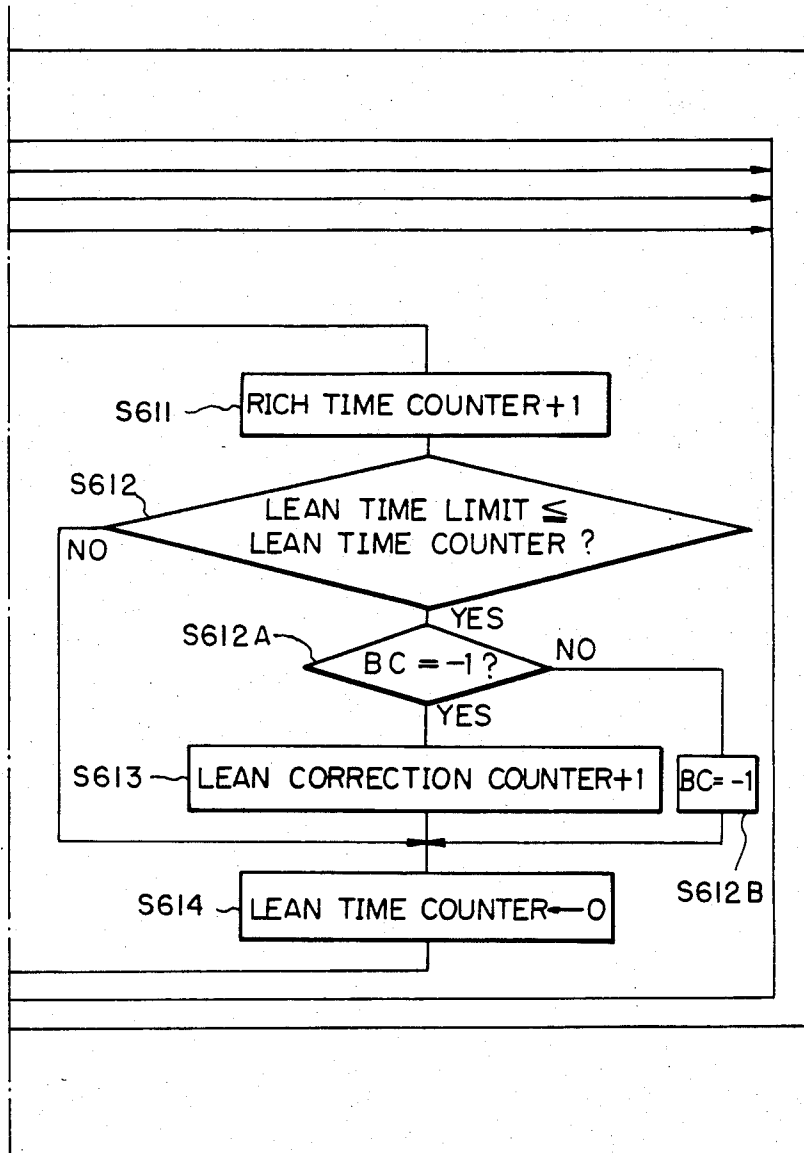 S611
RICH TIME COUNTER+1
S612
LEAN TIME LIMIT ≦
LEAN TIME COUNTER ?
NO
YES
S612A
BC = -1 ?
NO
YES
S613
LEAN CORRECTION COUNTER+1
BC= -1
S612B
S614
LEAN TIME COUNTER←0